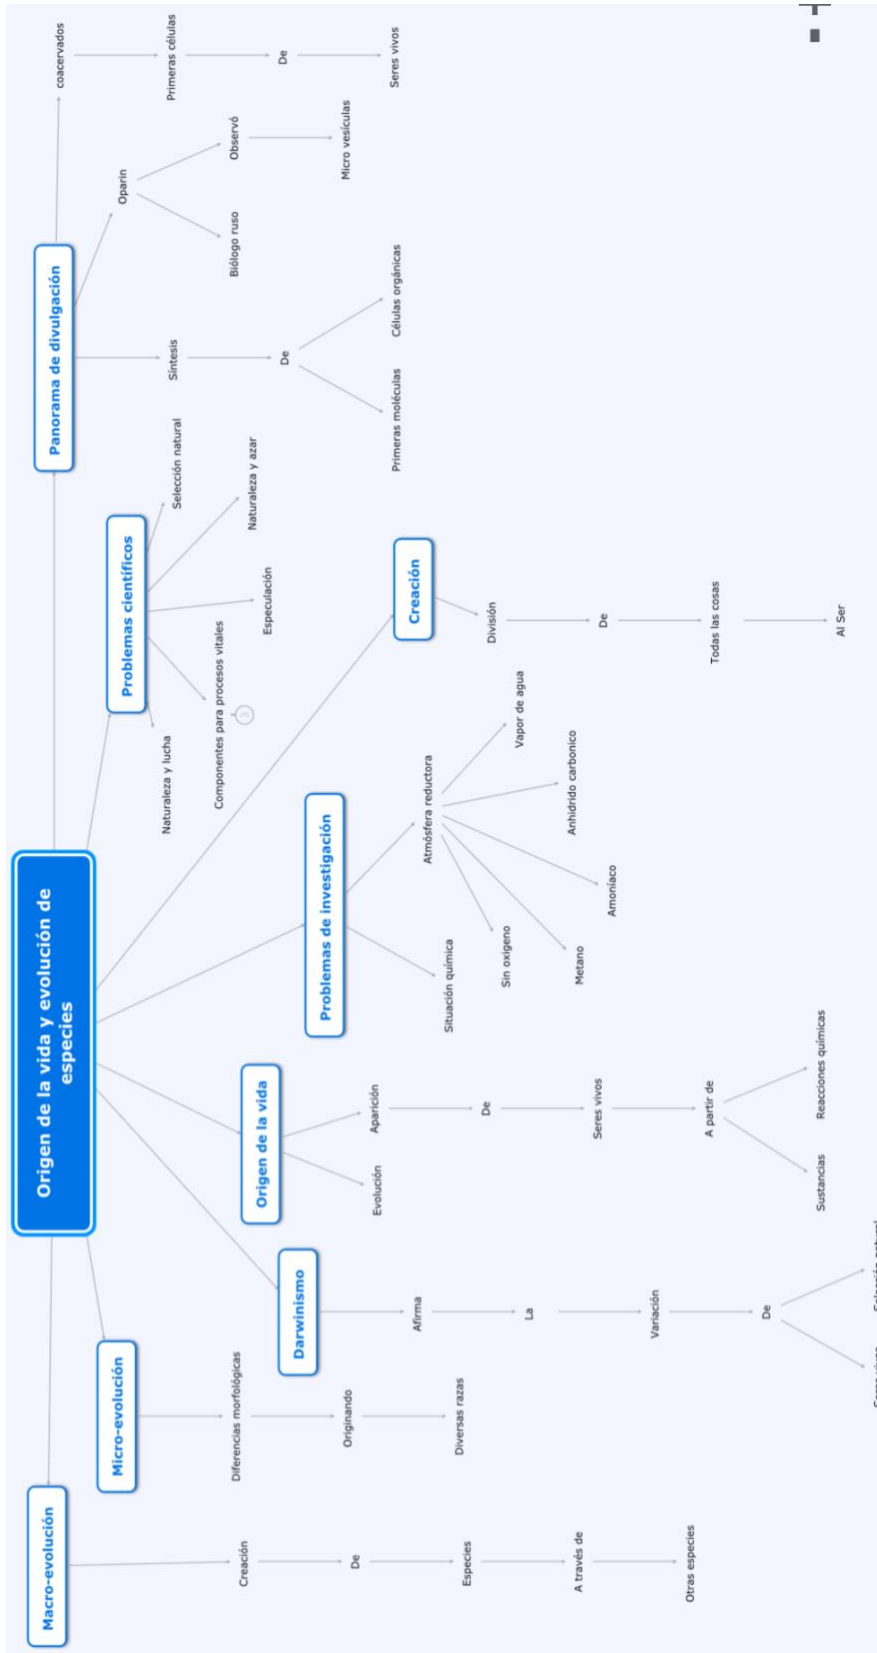 Origen de la vida y evolución de
especies
Macro-evolución
Creación
De
Especies
A través de
Otras especies
Micro-evolución
Diferencias morfológicas
Originando
Diversas razas
Darwinismo
Afirma
La
Variación
De
Origen de la vida
Evolución
Aparición
De
Seres vivos
A partir de
Sustancias
Reacciones químicas
Problemas de investigación
Situación química
Atmósfera reductora
Sin oxigeno
Metano
Amoníaco
Anhidrido carbonico
Vapor de agua
Creación
División
De
Todas las cosas
Al Ser
Problemas científicos
Naturaleza y lucha
Componentes para procesos vitales
3
Especulación
Naturaleza y azar
Selección natural
Panorama de divulgación
Síntesis
De
Primeras moléculas
Células orgánicas
Oparin
Biólogo ruso
Observó
Micro vesículas
coacervados
Primeras células
De
Seres vivos